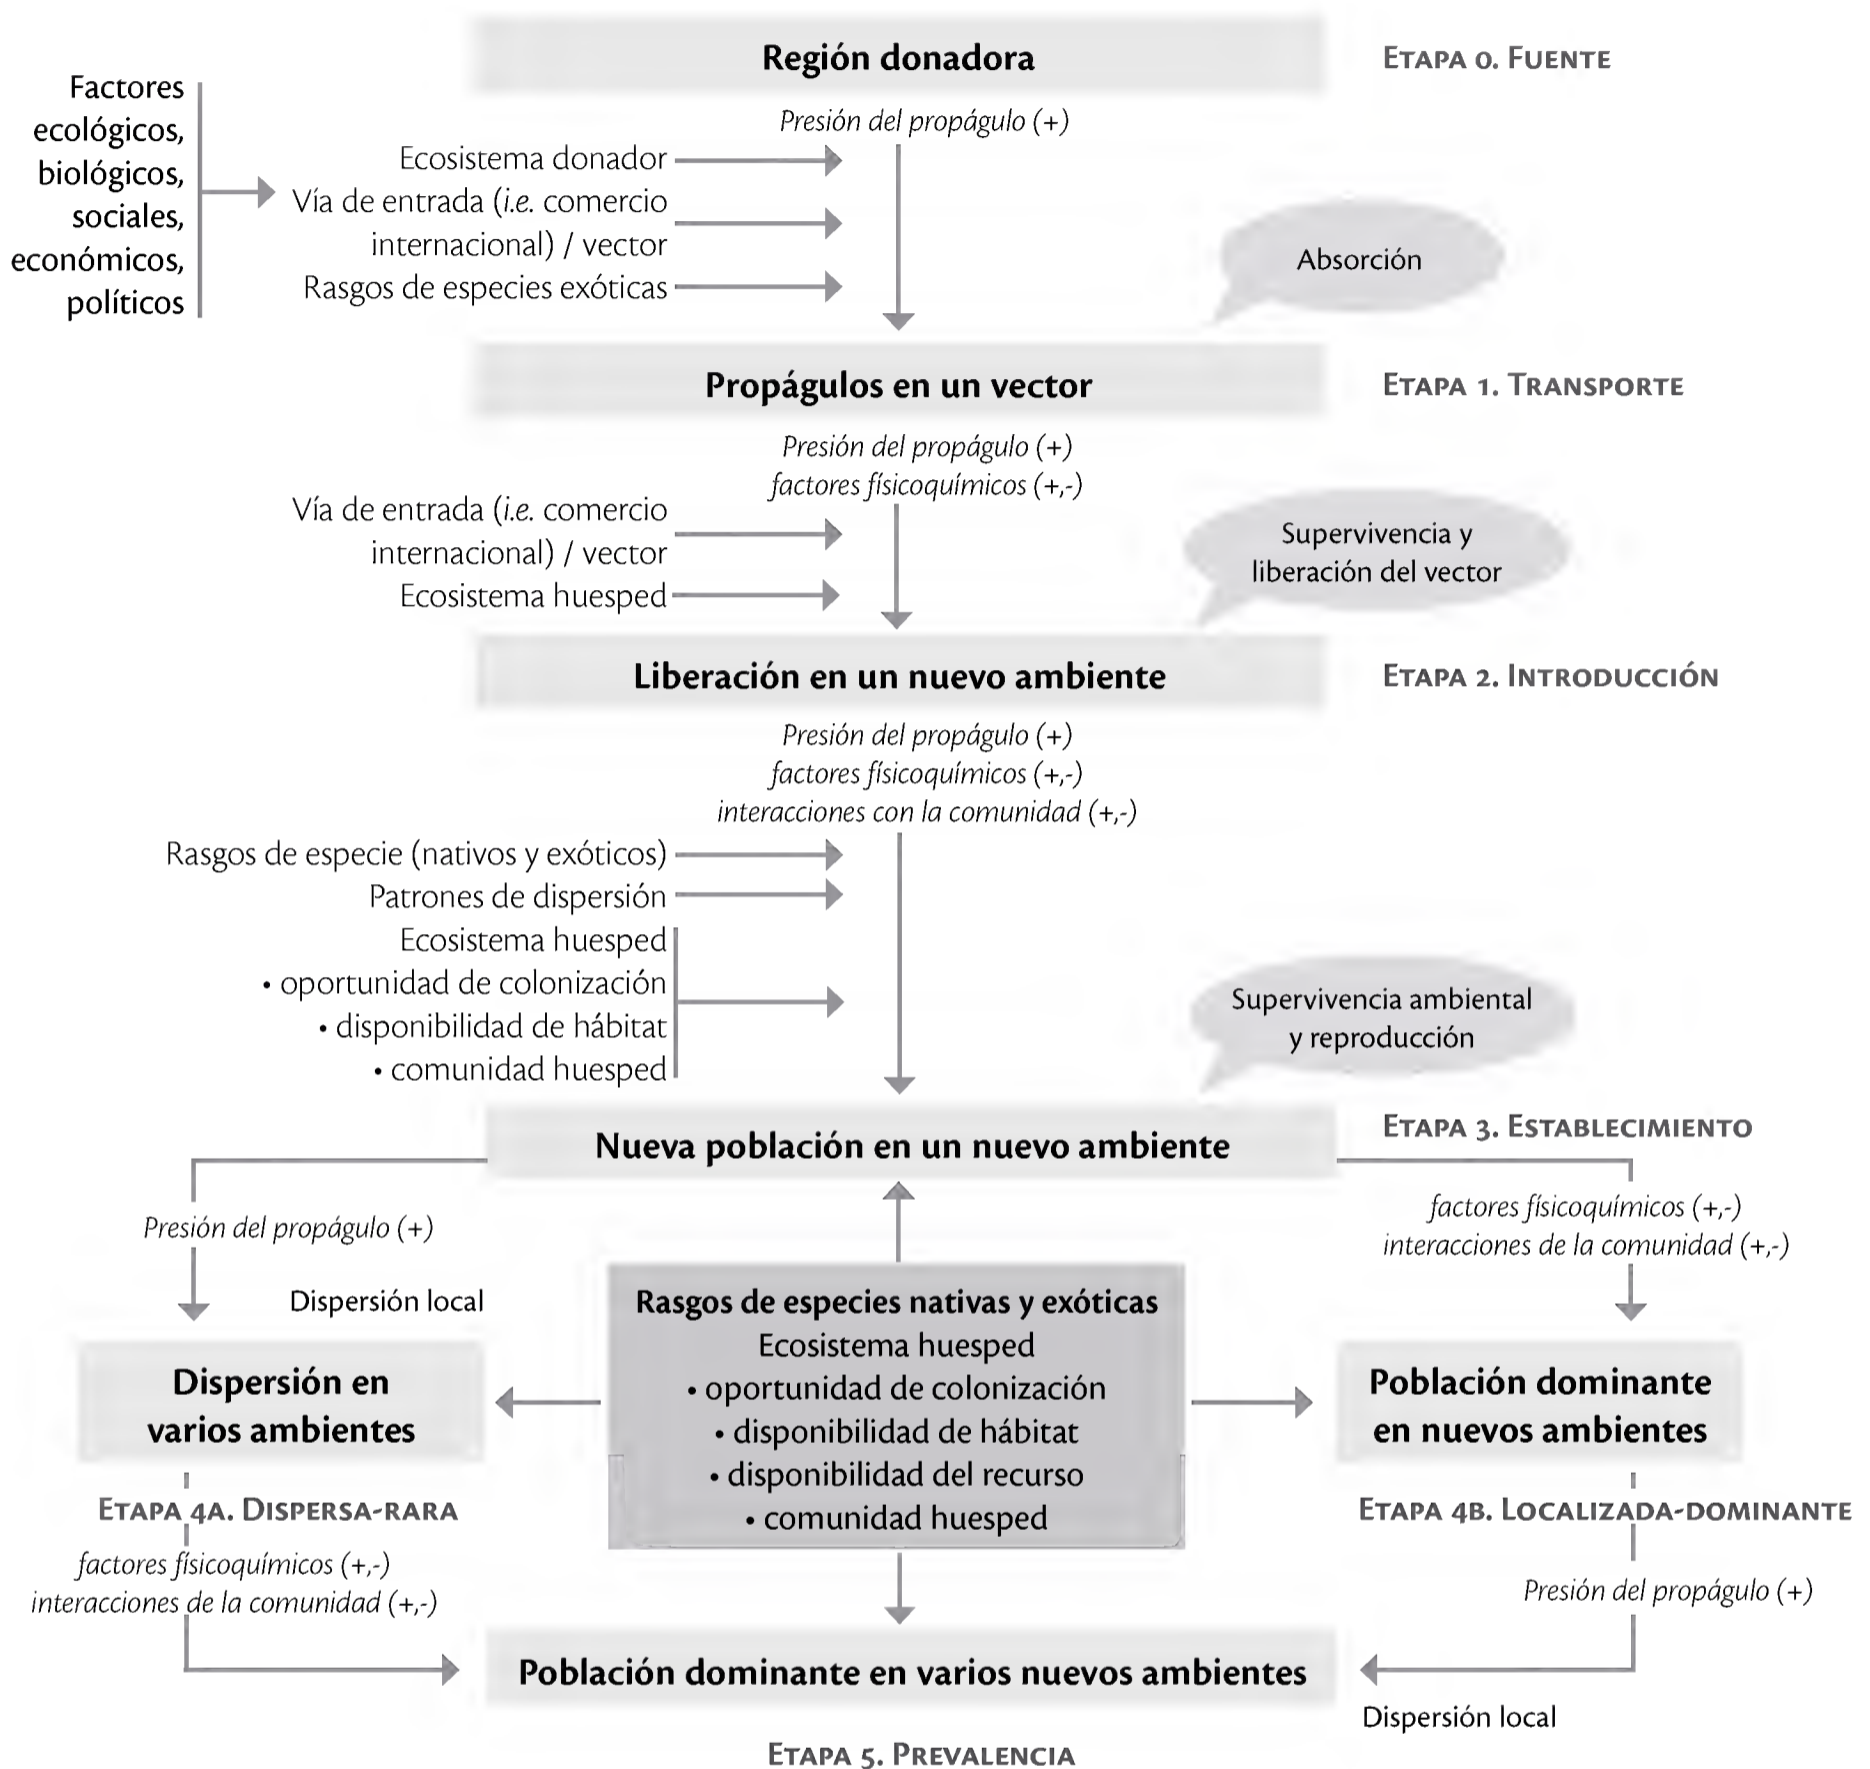 Región donadora
ETAPA 0. FUENTE
Factores
ecológicos,
biológicos,
sociales,
económicos,
políticos
Presión del propágulo (+)
Ecosistema donador
Vía de entrada (i.e. comercio
internacional) / vector
Rasgos de especies exóticas
Absorción
Propágulos en un vector
ETAPA 1. TRANSPORTE
Presión del propágulo (+)
factores físicoquímicos (+,-)
Vía de entrada (i.e. comercio
internacional) / vector
Ecosistema huesped
Supervivencia y
liberación del vector
Liberación en un nuevo ambiente
ETAPA 2. INTRODUCCIÓN
Presión del propágulo (+)
factores físicoquímicos (+,-)
interacciones con la comunidad (+,-)
Rasgos de especie (nativos y exóticos)
Patrones de dispersión
Ecosistema huesped
• oportunidad de colonización
• disponibilidad de hábitat
• comunidad huesped
Supervivencia ambiental
y reproducción
Nueva población en un nuevo ambiente
ETAPA 3. ESTABLECIMIENTO
Presión del propágulo (+)
Dispersión local
factores físicoquímicos (+,-)
interacciones de la comunidad (+,-)
Dispersión en
varios ambientes
Rasgos de especies nativas y exóticas
Ecosistema huesped
• oportunidad de colonización
• disponibilidad de hábitat
• disponibilidad del recurso
• comunidad huesped
Población dominante
en nuevos ambientes
ETAPA 4A. DISPERSA-RARA
factores físicoquímicos (+,-)
interacciones de la comunidad (+,-)
ETAPA 4B. LOCALIZADA-DOMINANTE
Presión del propágulo (+)
Población dominante en varios nuevos ambientes
Dispersión local
ETAPA 5. PREVALENCIA